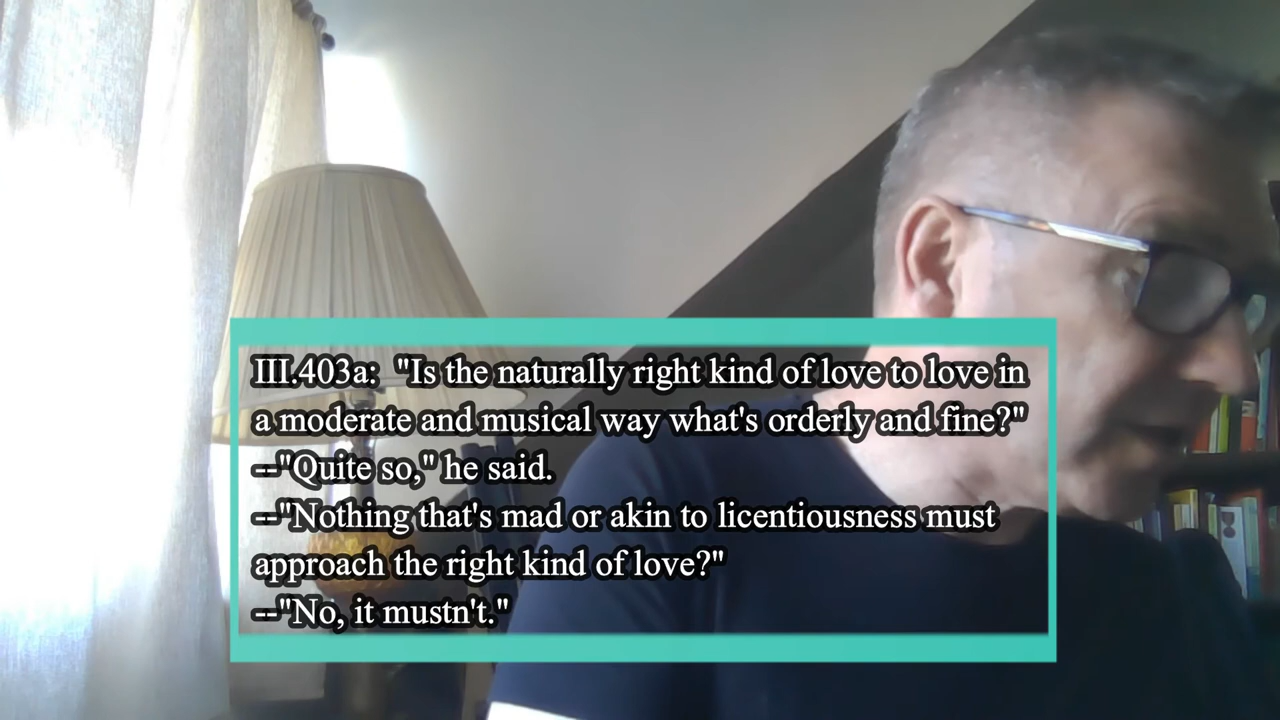 III.403a:  "Is the naturally right kind of love to love in
a moderate and musical way what's orderly and fine?"
--"Quite so," he said.
--"Nothing that's mad or akin to licentiousness must
approach the right kind of love?"
--"No, it mustn't."